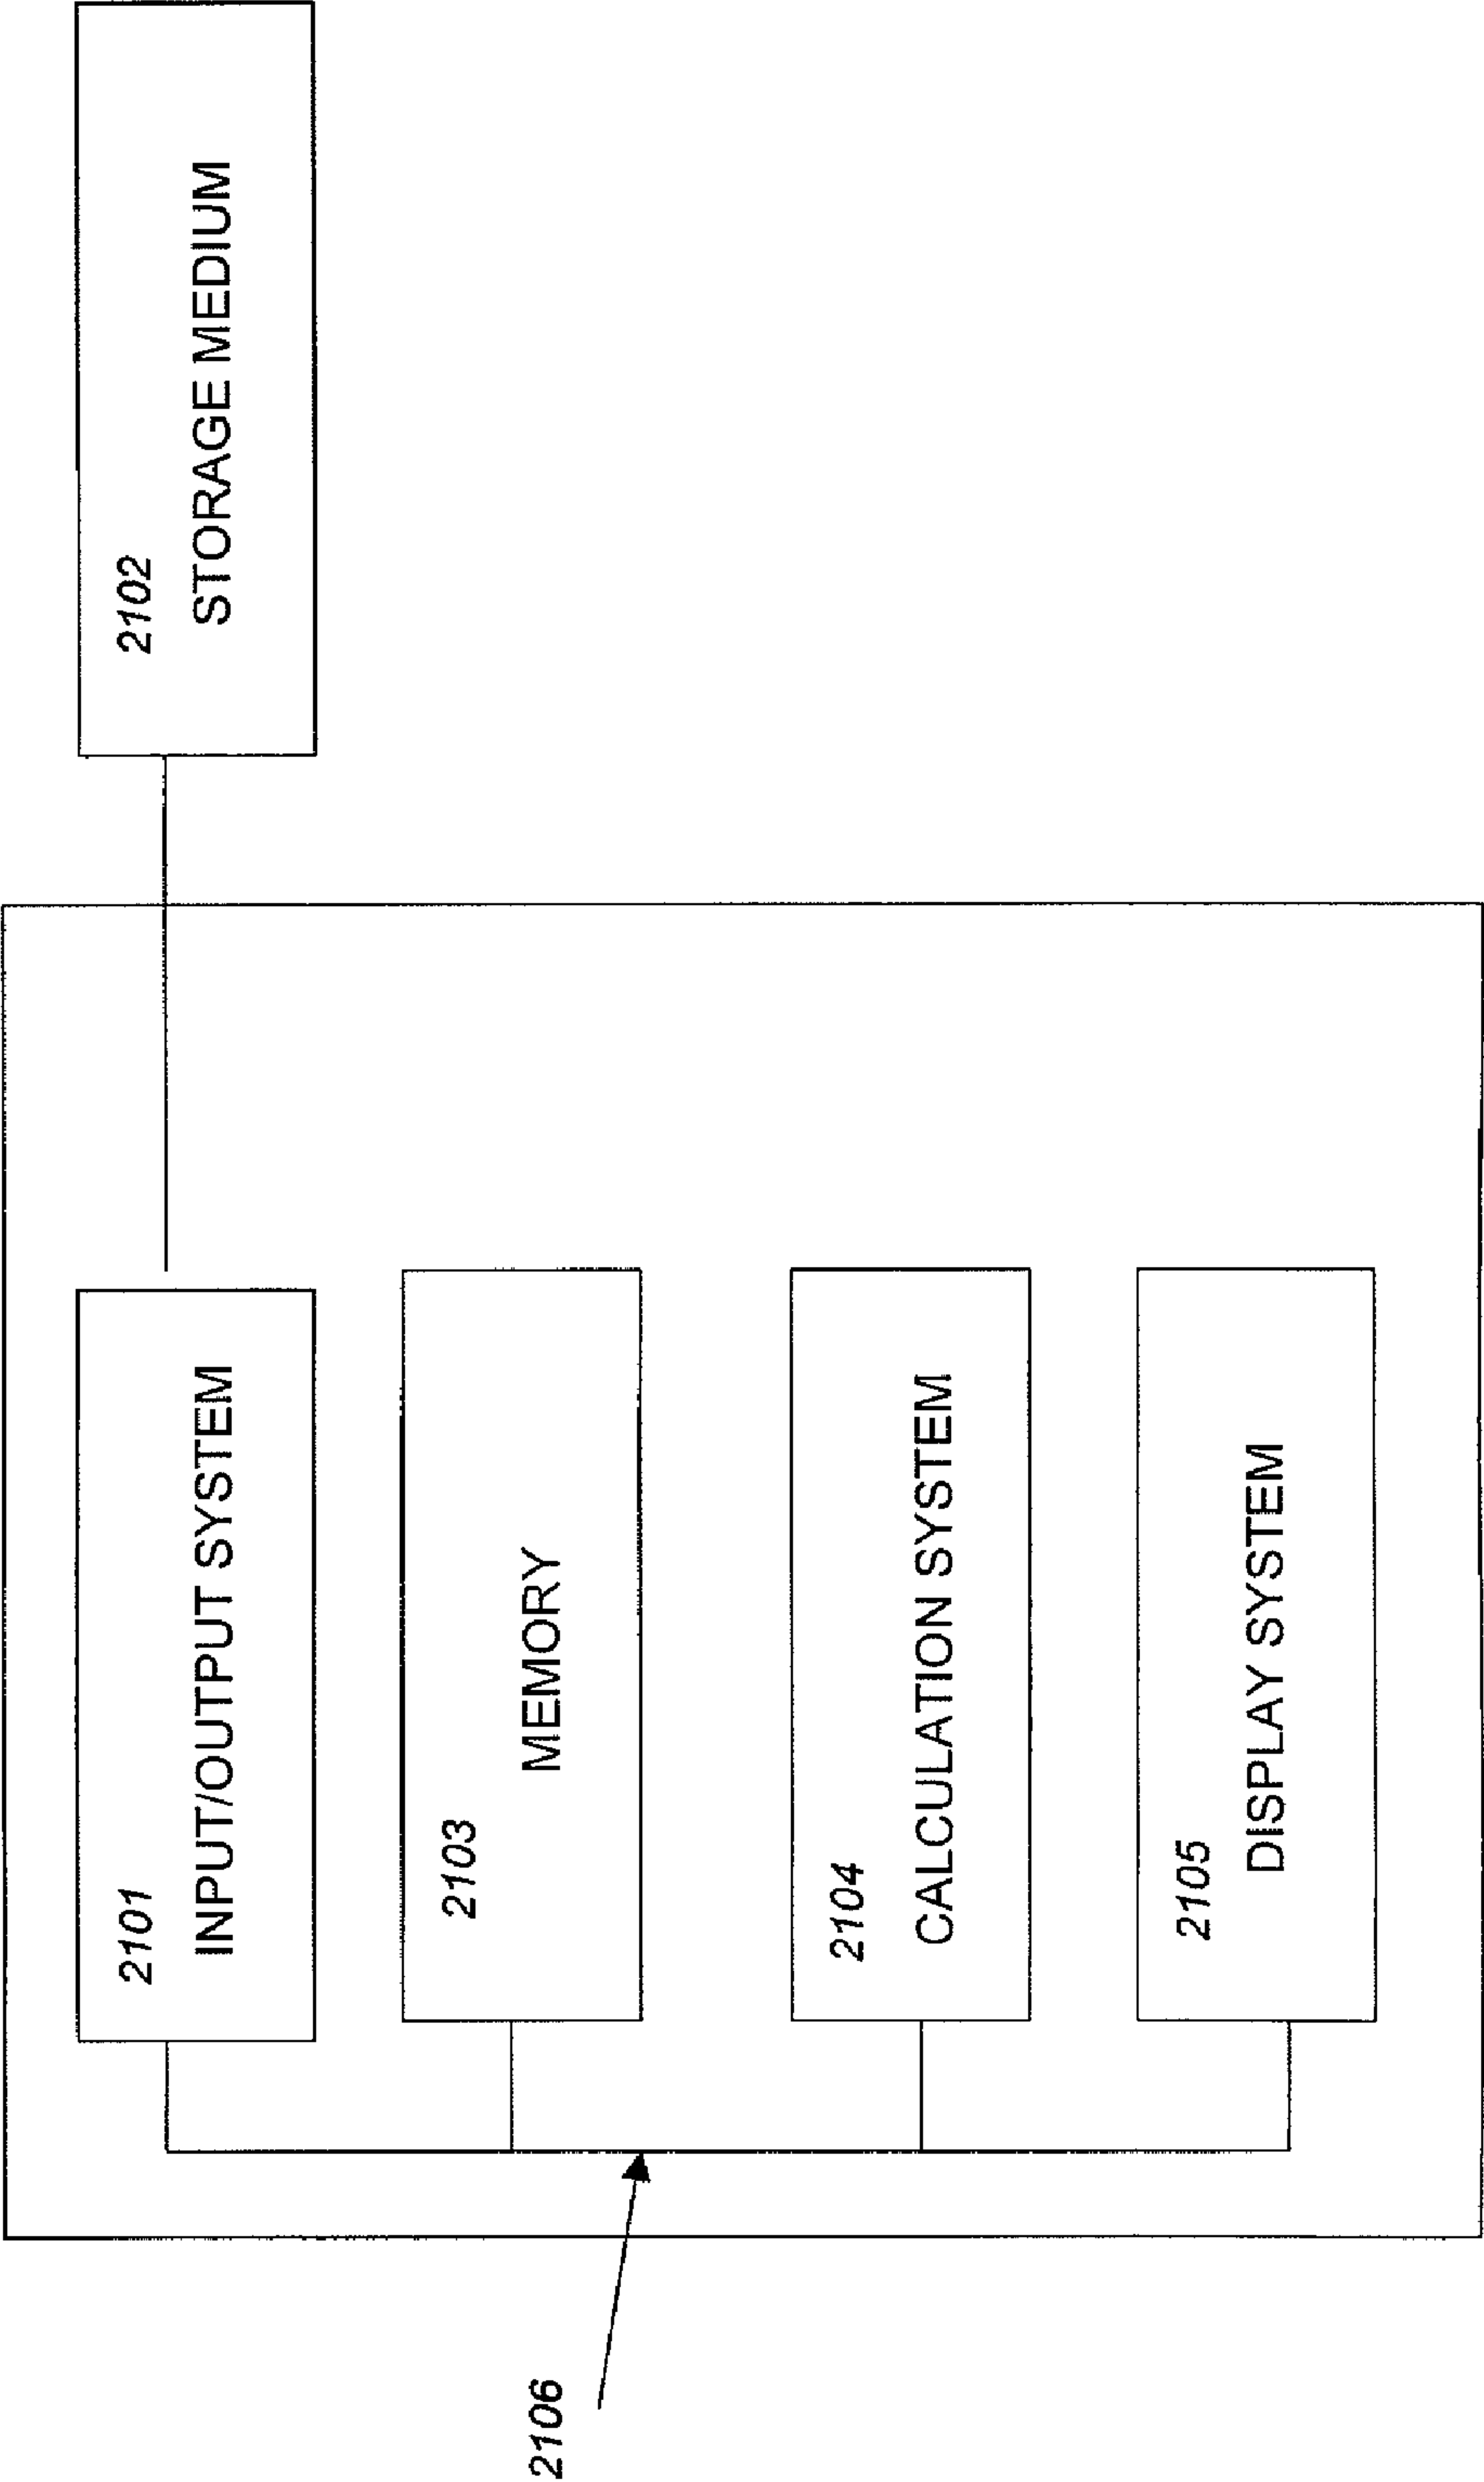 2101
INPUT/OUTPUT SYSTEM
2102
STORAGE MEDIUM
2103
MEMORY
2104
CALCULATION SYSTEM
2105
DISPLAY SYSTEM
2106